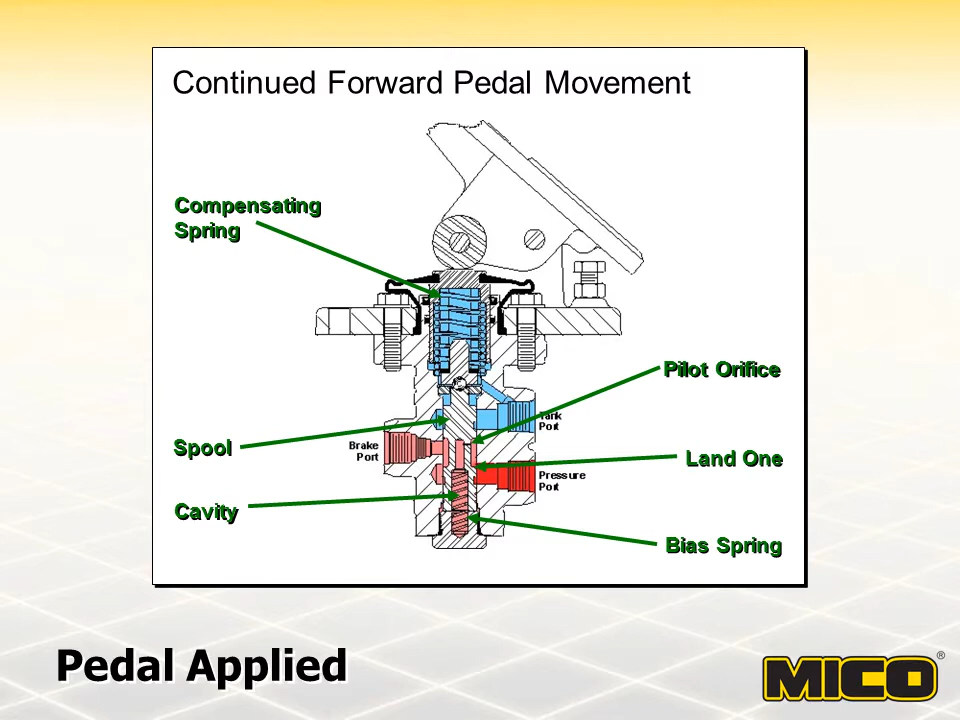 Continued Forward Pedal Movement
Compensating
Spring
Pilot Orifice
Tank
Port
Spool
Brake
Port
Land One
Pressure
Port
Cavity
Bias Spring
Pedal Applied
MICO®